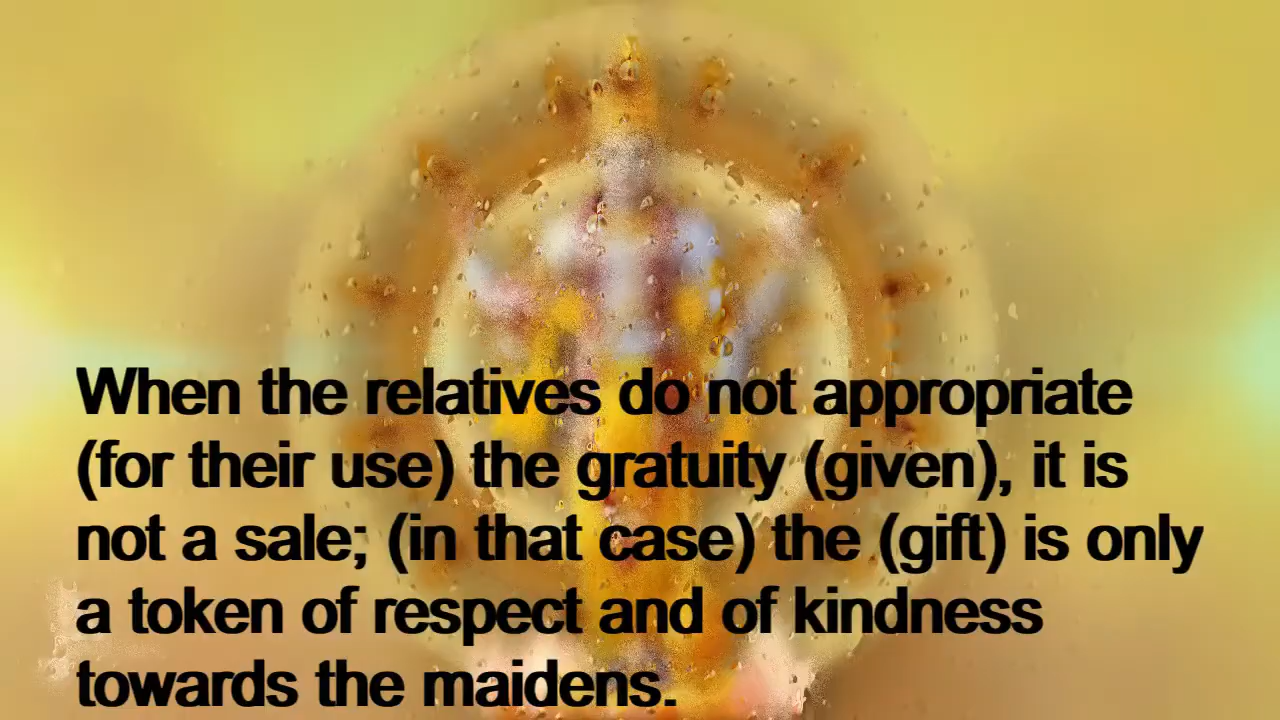 When the relatives do not appropriate
(for their use) the gratuity (given), it is
not a sale; (in that case) the (gift) is only
a token of respect and of kindness
towards the maidens.